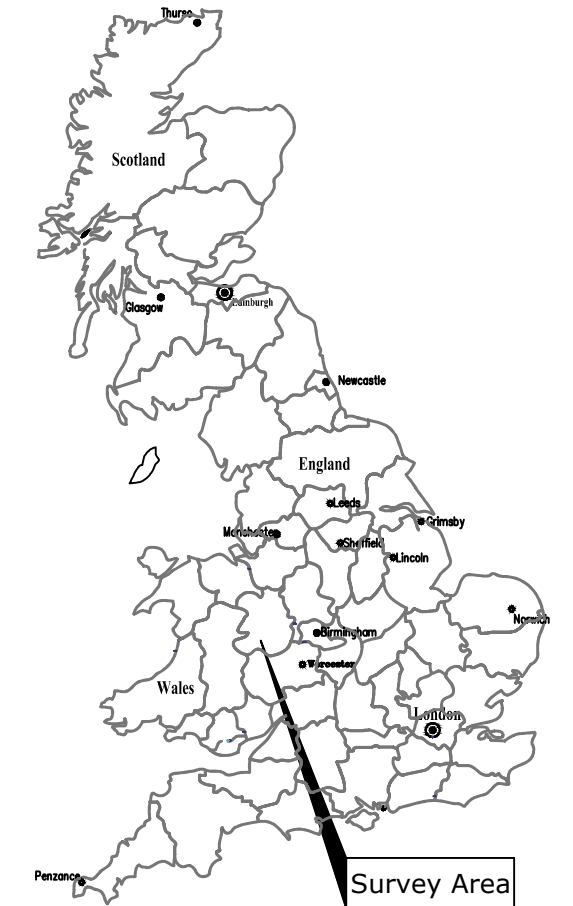 Thurso
Scotland
Edinburgh
Glasgow
Newcastle
England
Leeds
Grimsby
Manchester
Sheffield
Lincoln
Norwich
Birmingham
Worcester
Wales
London
Penzance
Survey Area